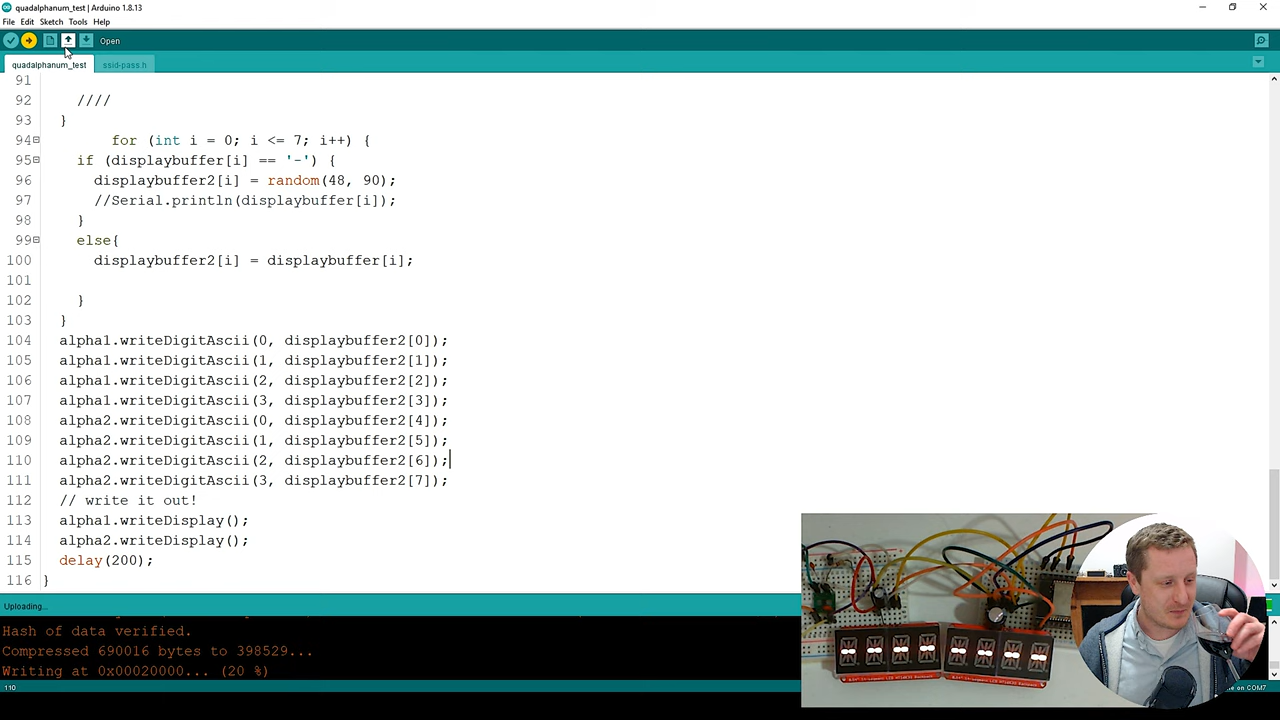 quadalphanum_test | Arduino 1.8.13
File Edit Sketch Tools Help
Open
quadalphanum_test ssid-pass.h
91
92 ////
93 }
94 for (int i = 0; i <= 7; i++) {
95 if (displaybuffer[i] == '-') {
96 displaybuffer2[i] = random(48, 90);
97 //Serial.println(displaybuffer[i]);
98 }
99 else{
100 displaybuffer2[i] = displaybuffer[i];
101
102 }
103 }
104 alpha1.writeDigitAscii(0, displaybuffer2[0]);
105 alpha1.writeDigitAscii(1, displaybuffer2[1]);
106 alpha1.writeDigitAscii(2, displaybuffer2[2]);
107 alpha1.writeDigitAscii(3, displaybuffer2[3]);
108 alpha2.writeDigitAscii(0, displaybuffer2[4]);
109 alpha2.writeDigitAscii(1, displaybuffer2[5]);
110 alpha2.writeDigitAscii(2, displaybuffer2[6]);
111 alpha2.writeDigitAscii(3, displaybuffer2[7]);
112 // write it out!
113 alpha1.writeDisplay();
114 alpha2.writeDisplay();
115 delay(200);
116 }
Uploading...
Hash of data verified.
Compressed 690016 bytes to 398529...
Writing at 0x00020000... (20 %)
110 on COM7